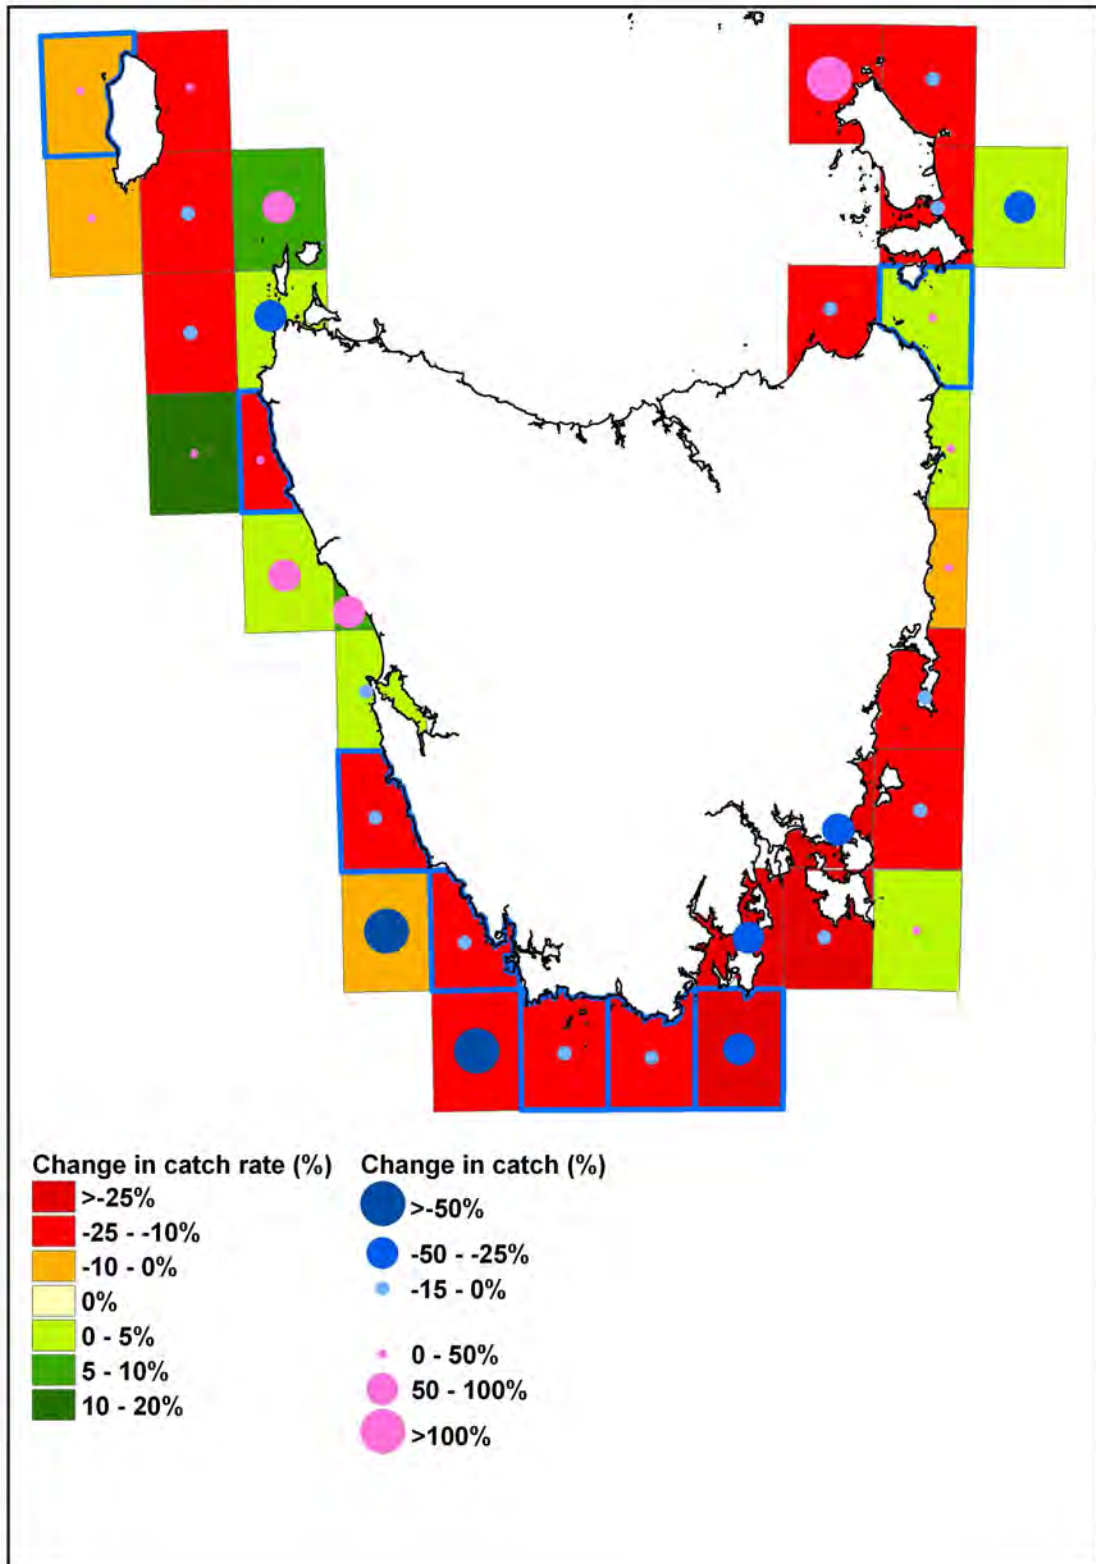 Change in catch rate (%)
>-25%
-25 - -10%
-10 - 0%
0%
0 - 5%
5 - 10%
10 - 20%
Change in catch (%)
>-50%
-50 - -25%
-15 - 0%
0 - 50%
50 - 100%
>100%